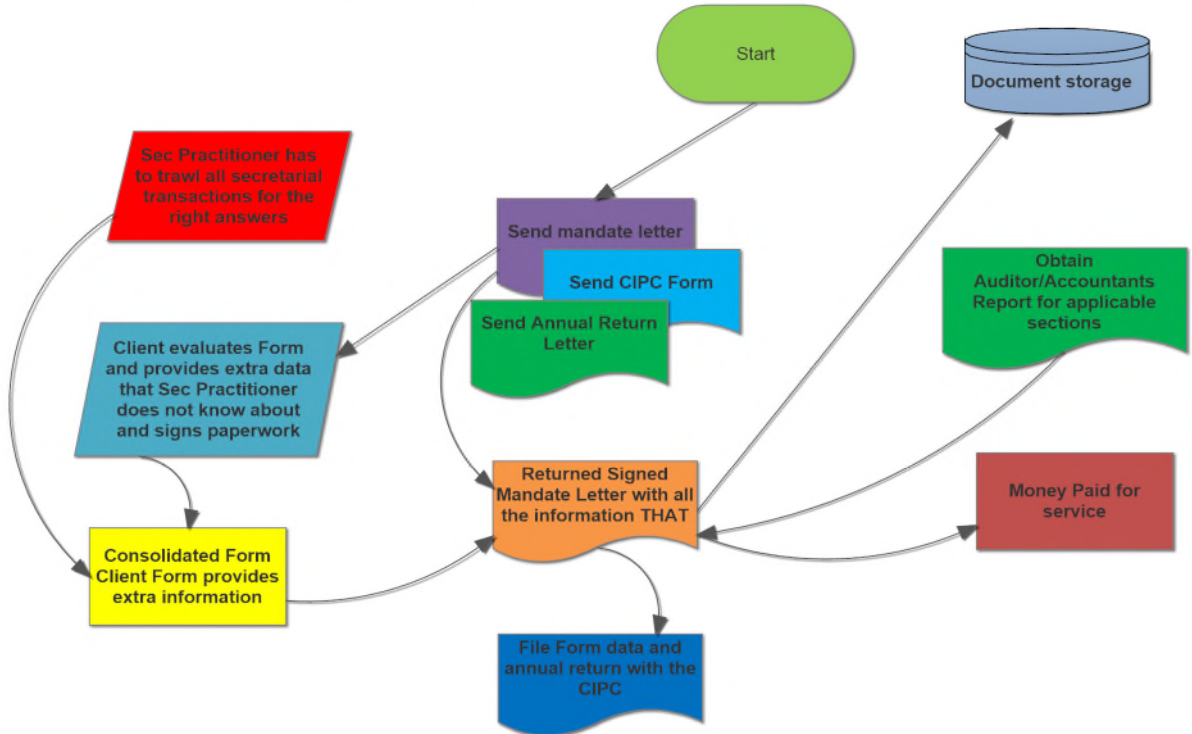 Start
Document storage
Sec Practitioner has
to trawl all secretarial
transactions for the
right answers
Send mandate letter
Send CIPC Form
Send Annual Return
Letter
Obtain
Auditor/Accountants
Report for applicable
sections
Client evaluates Form
and provides extra data
that Sec Practitioner
does not know about
and signs paperwork
Returned Signed
Mandate Letter with all
the information THAT
Money Paid for
service
Consolidated Form
Client Form provides
extra information
File Form data and
annual return with the
CIPC